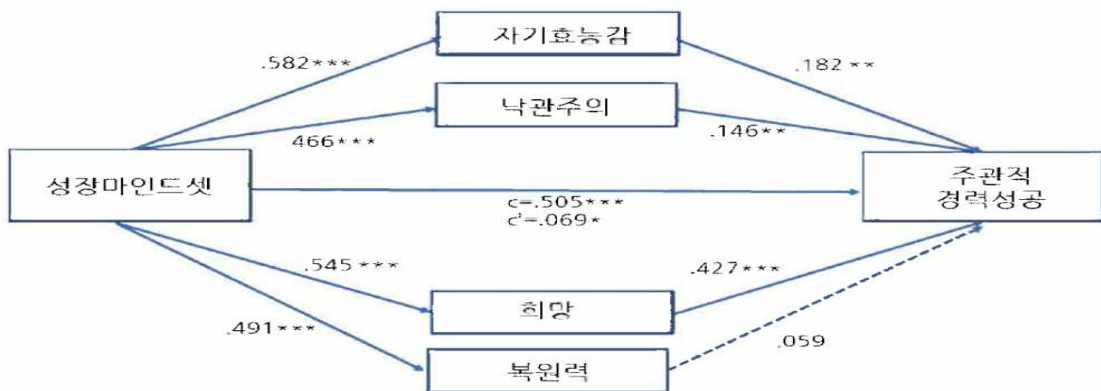 자기효능감
.582***
.182 **
낙관주의
466***
.146**
성장마인드셋
주관적
경력성공
c=.505***
c'=.069*
.545 ***
.427***
희망
.491***
.059
복원력